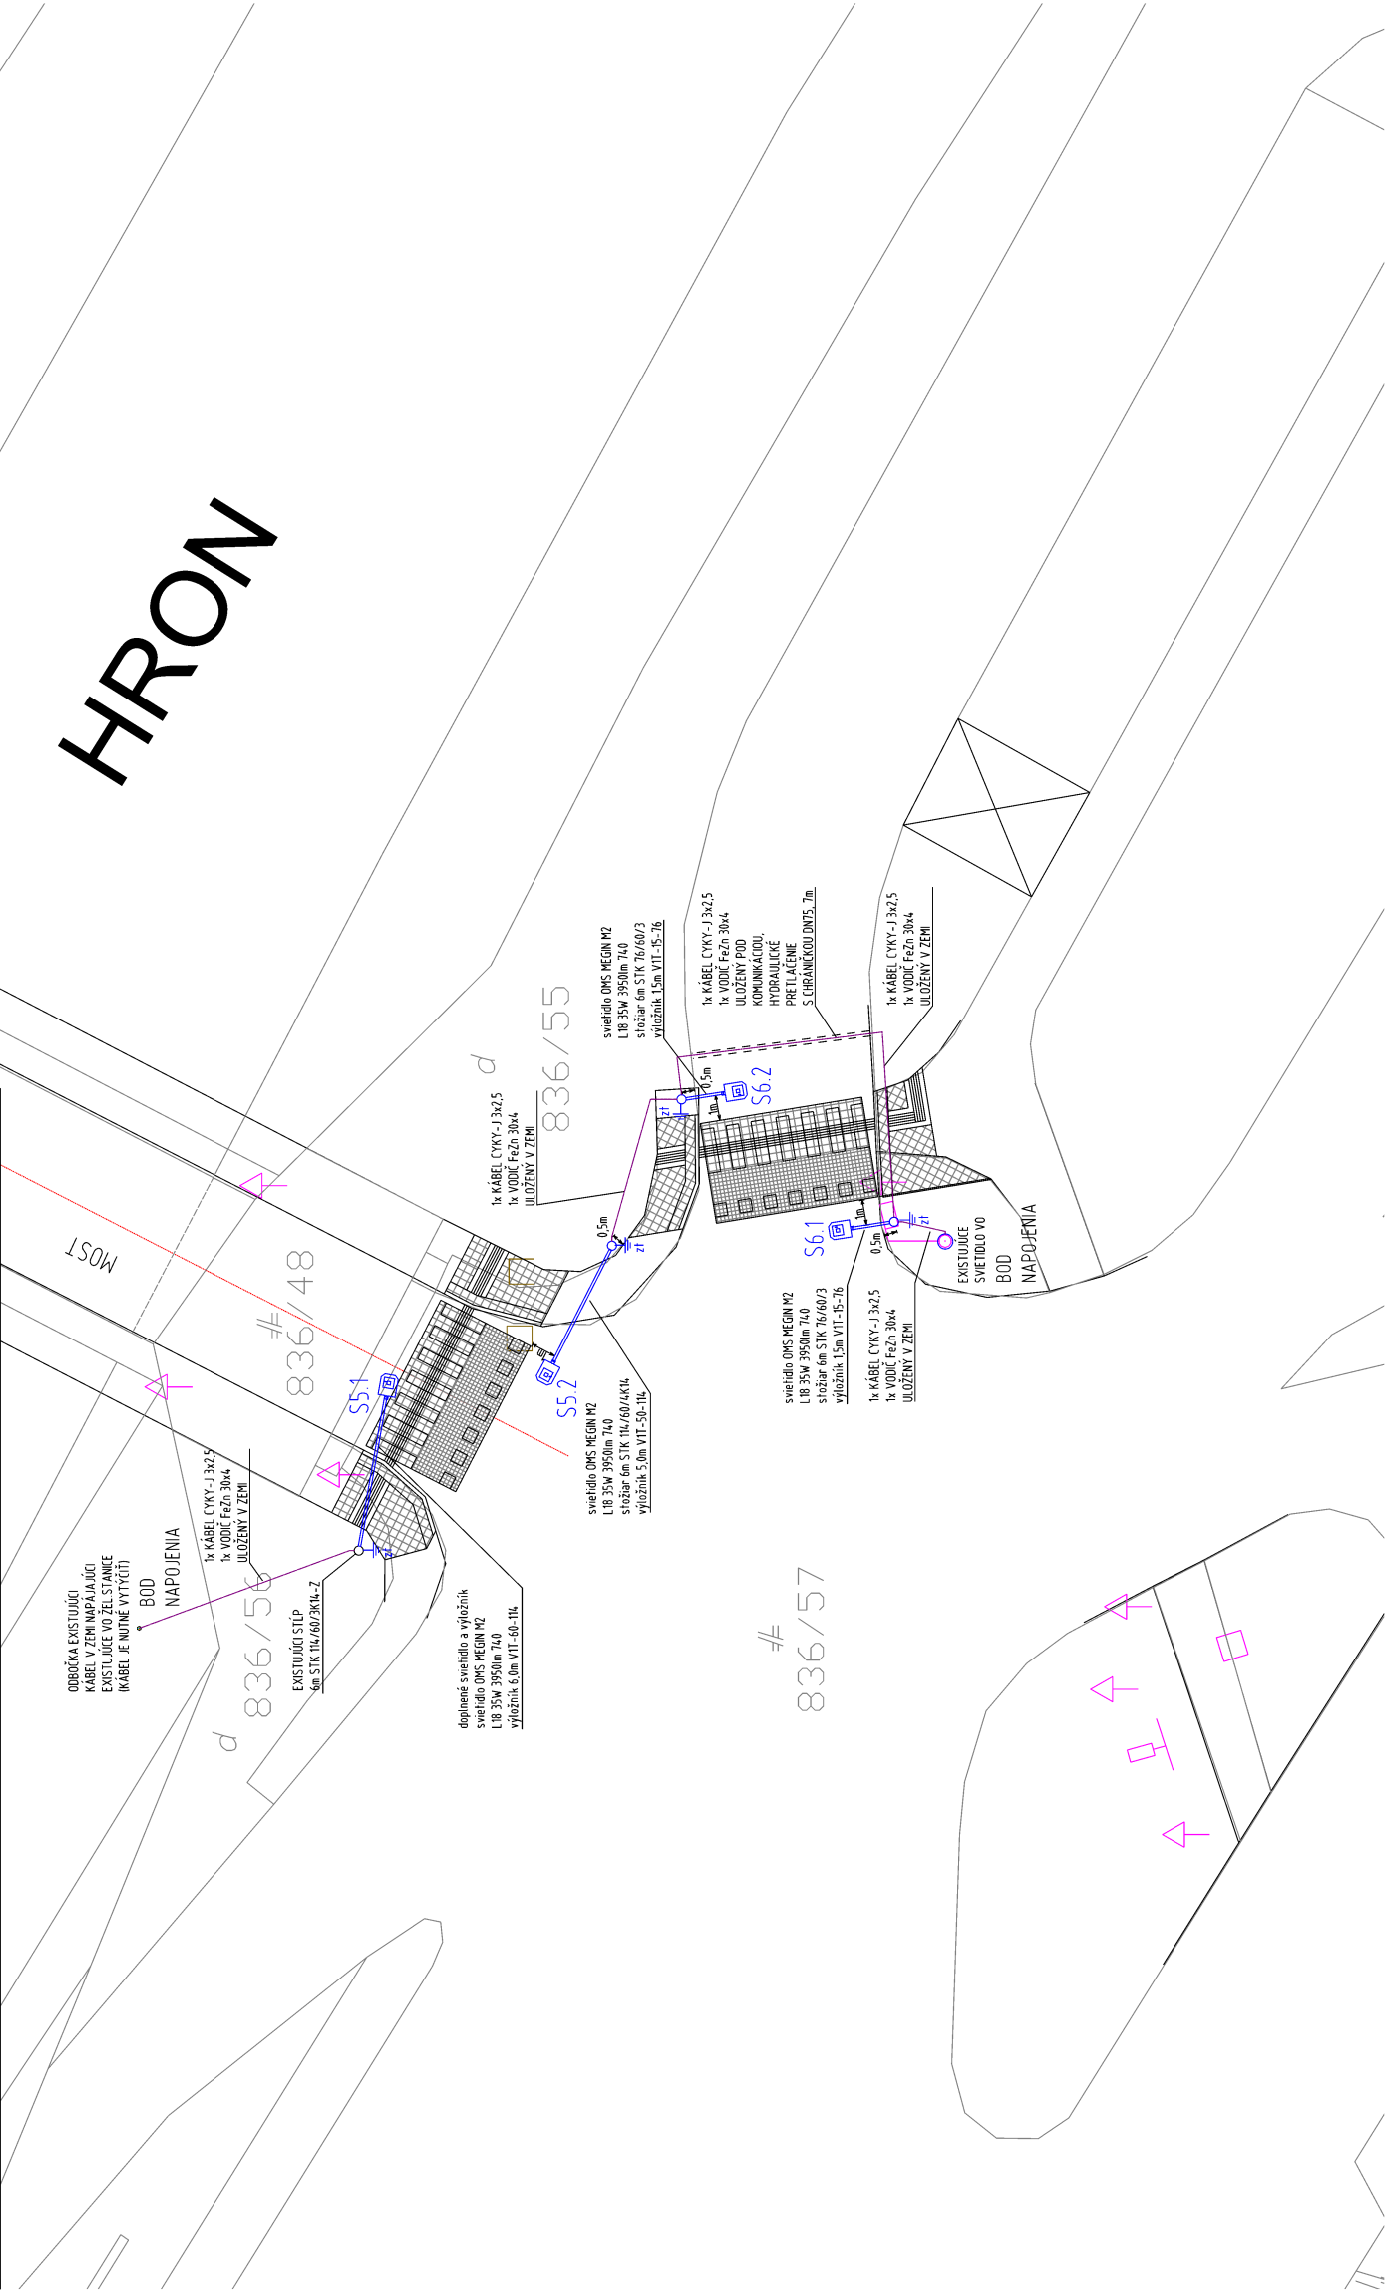 HRON
MOST
ODBOČKA EXISTUJÚCI
KÁBEL V ZEMI NAPÁJAJÚCI
EXISTUJÚCE VO ŽEL.STANICE
(KÁBEL JE NUTNÉ VYTÝČIŤ)
BOD
NAPOJENIA
1x KÁBEL CYKY-J 3x2,5
1x VODIČ FeZn 30x4
ULOŽENÝ V ZEMI
836/56
d
EXISTUJÚCI STĹP
6m STK 114/60/3K14-Z
836/48
S5.1
zt
doplnené svietidlo a výložník
svietidlo OMS MEGIN M2
L18 35W 3950lm 740
výložník 6,0m V1T-60-114
d
836/55
1x KÁBEL CYKY-J 3x2,5
1x VODIČ FeZn 30x4
ULOŽENÝ V ZEMI
S5.2
0,5m
zt
svietidlo OMS MEGIN M2
L18 35W 3950lm 740
stožiar 6m STK 114/60/4K14
výložník 5,0m V1T-50-114
svietidlo OMS MEGIN M2
L18 35W 3950lm 740
stožiar 6m STK 76/60/3
výložník 1,5m V1T-15-76
zt
0,5m
1m
S6.2
1x KÁBEL CYKY-J 3x2,5
1x VODIČ FeZn 30x4
ULOŽENÝ POD
KOMUNIKÁCIOU,
HYDRAULICKÉ
PRETLAČENIE
S CHRÁNIČKOU DN75, 7m
1x KÁBEL CYKY-J 3x2,5
1x VODIČ FeZn 30x4
ULOŽENÝ V ZEMI
S6.1
1m
0,5m
zt
svietidlo OMS MEGIN M2
L18 35W 3950lm 740
stožiar 6m STK 76/60/3
výložník 1,5m V1T-15-76
1x KÁBEL CYKY-J 3x2,5
1x VODIČ FeZn 30x4
ULOŽENÝ V ZEMI
EXISTUJÚCE
SVIETIDLO VO
BOD
NAPOJENIA
836/57